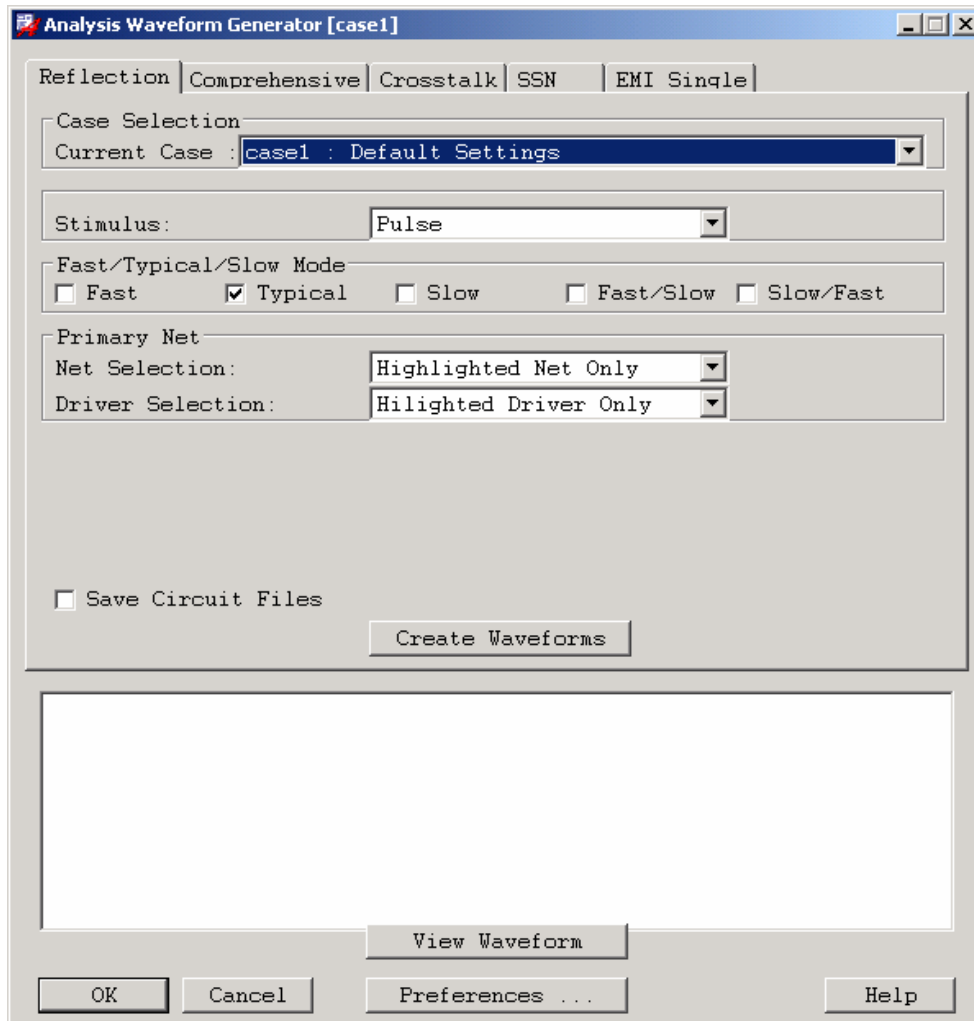 Analysis Waveform Generator [case1]
Reflection Comprehensive Crosstalk SSN EMI Single
Case Selection
Current Case : case1 : Default Settings
Stimulus: Pulse
Fast/Typical/Slow Mode
Fast Typical Slow Fast/Slow Slow/Fast
Primary Net
Net Selection: Highlighted Net Only
Driver Selection: Hilighted Driver Only
Save Circuit Files
Create Waveforms
View Waveform
OK Cancel Preferences ... Help